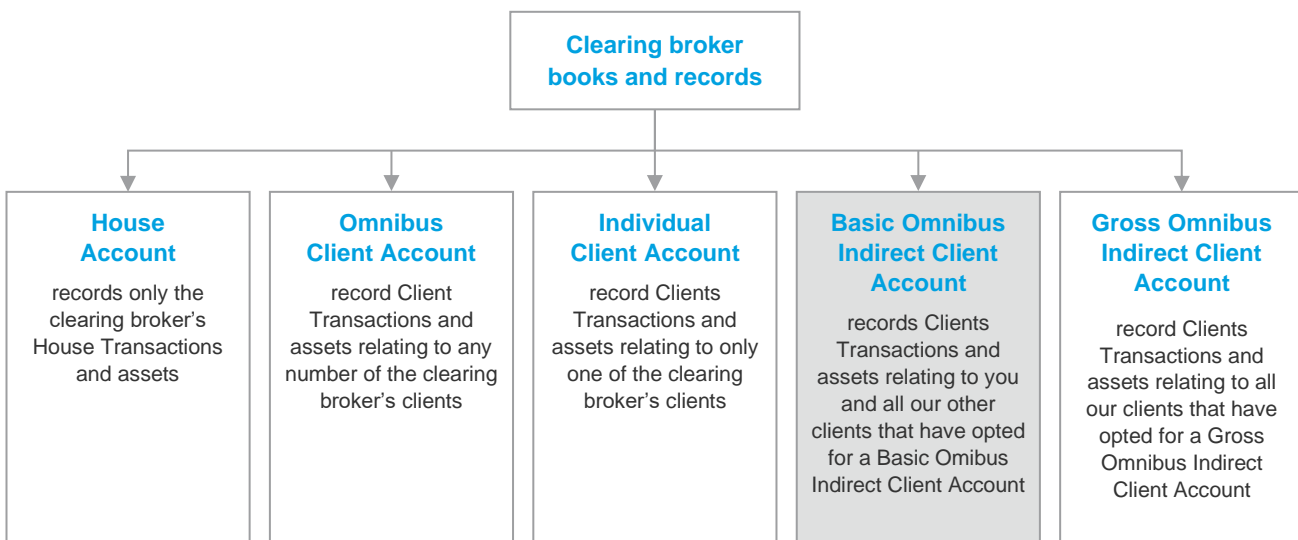 Clearing broker
books and records
House
Account
records only the
clearing broker's
House Transactions
and assets
Omnibus
Client Account
record Client
Transactions and
assets relating to any
number of the clearing
broker's clients
Individual
Client Account
record Clients
Transactions and
assets relating to only
one of the clearing
broker's clients
Basic Omnibus
Indirect Client
Account
records Clients
Transactions and
assets relating to you
and all our other
clients that have opted
for a Basic Omibus
Indirect Client Account
Gross Omnibus
Indirect Client
Account
record Clients
Transactions and
assets relating to all
our clients that have
opted for a Gross
Omnibus Indirect
Client Account